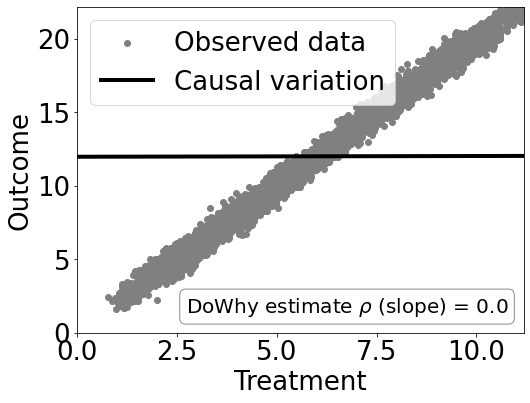 Observed data
Causal variation
Outcome
20
15
10
5
0
DoWhy estimate ρ (slope) = 0.0
0.0 2.5 5.0 7.5 10.0
Treatment